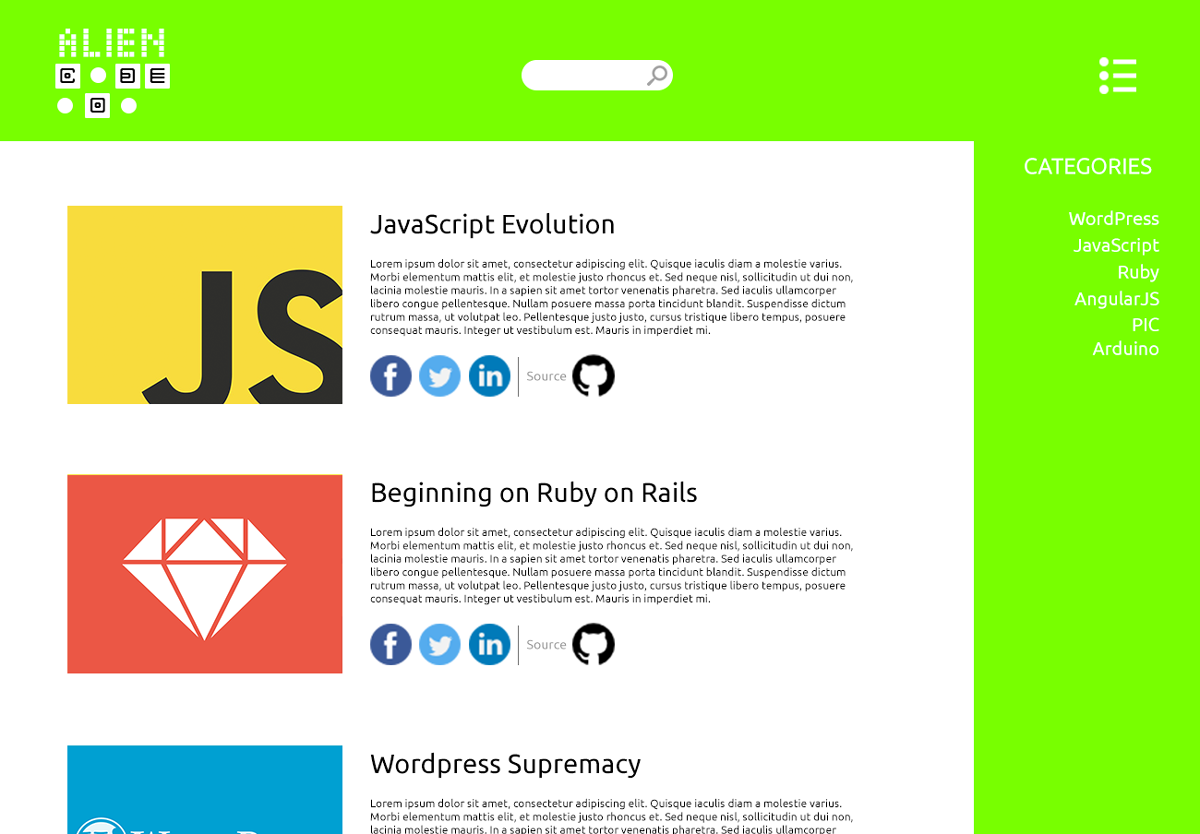 ALIEN
C D E
O
CATEGORIES
WordPress
JavaScript
Ruby
AngularJS
PIC
Arduino
JS
JavaScript Evolution
Lorem ipsum dolor sit amet, consectetur adipiscing elit. Quisque iaculis diam a molestie varius.
Morbi elementum mattis elit, et molestie justo rhoncus et. Sed neque nisl, sollicitudin ut dui non,
lacinia molestie mauris. In a sapien sit amet tortor venenatis pharetra. Sed iaculis ullamcorper
libero congue pellentesque. Nullam posuere massa porta tincidunt blandit. Suspendisse dictum
rutrum massa, ut volutpat leo. Pellentesque justo justo, cursus tristique libero tempus, posuere
consequat mauris. Integer ut vestibulum est. Mauris in imperdiet mi.
f in Source
Beginning on Ruby on Rails
Lorem ipsum dolor sit amet, consectetur adipiscing elit. Quisque iaculis diam a molestie varius.
Morbi elementum mattis elit, et molestie justo rhoncus et. Sed neque nisl, sollicitudin ut dui non,
lacinia molestie mauris. In a sapien sit amet tortor venenatis pharetra. Sed iaculis ullamcorper
libero congue pellentesque. Nullam posuere massa porta tincidunt blandit. Suspendisse dictum
rutrum massa, ut volutpat leo. Pellentesque justo justo, cursus tristique libero tempus, posuere
consequat mauris. Integer ut vestibulum est. Mauris in imperdiet mi.
f in Source
Wordpress Supremacy
Lorem ipsum dolor sit amet, consectetur adipiscing elit. Quisque iaculis diam a molestie varius.
Morbi elementum mattis elit, et molestie justo rhoncus et. Sed neque nisl, sollicitudin ut dui non,
lacinia molestie mauris. In a sapien sit amet tortor venenatis pharetra. Sed iaculis ullamcorper